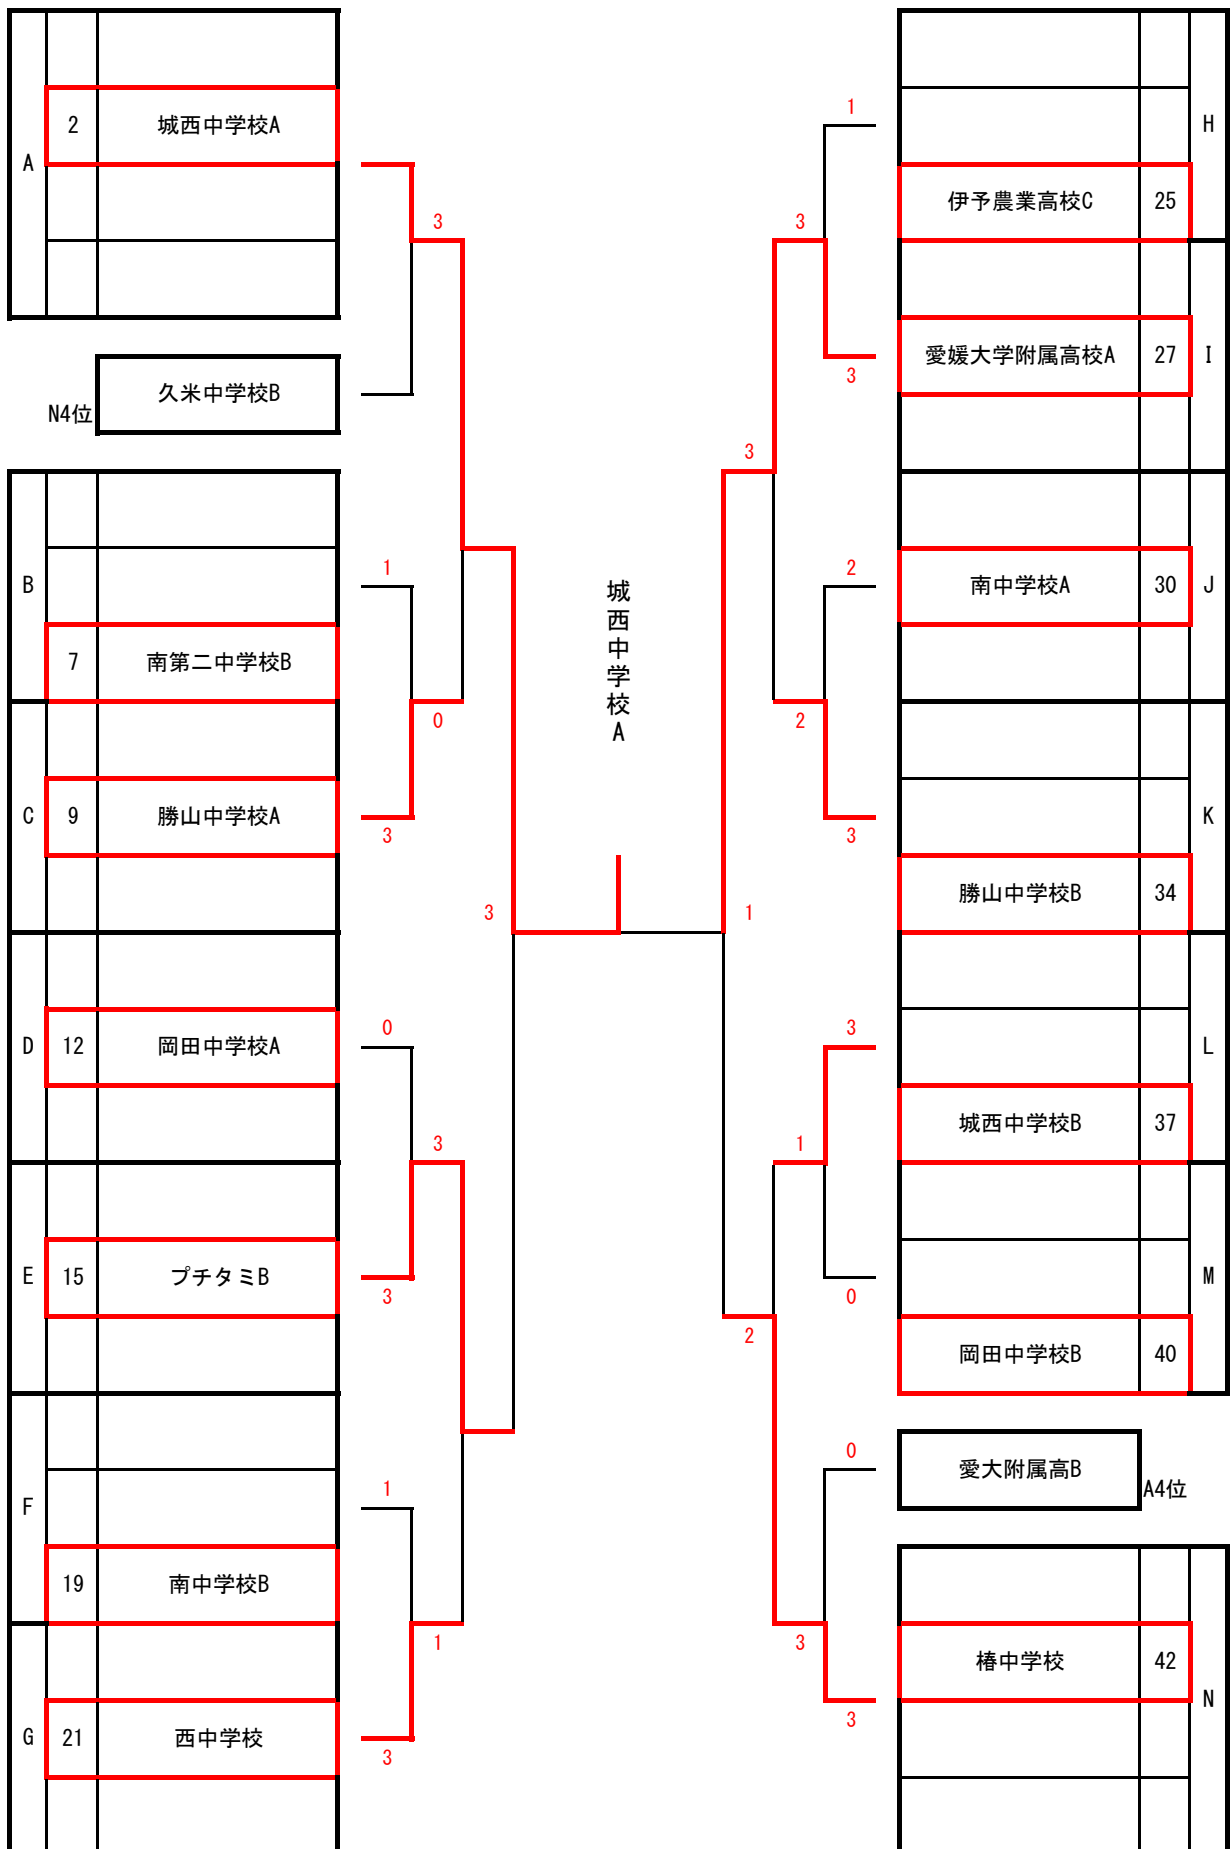 A
2 城西中学校A
3
N4位 久米中学校B
B
1
7 南第二中学校B
0
C 9 勝山中学校A
3
3
D 12 岡田中学校A
0
3
E 15 プチタミB
3
F
1
19 南中学校B
1
G 21 西中学校
3
城西中学校A
1
H
伊予農業高校C 25
3
愛媛大学附属高校A 27 I
3
3
2
南中学校A 30 J
2
K
3
勝山中学校B 34
1
3
L
城西中学校B 37
1
M
0
2
岡田中学校B 40
0
愛大附属高B A4位
3
椿中学校 42
N
3